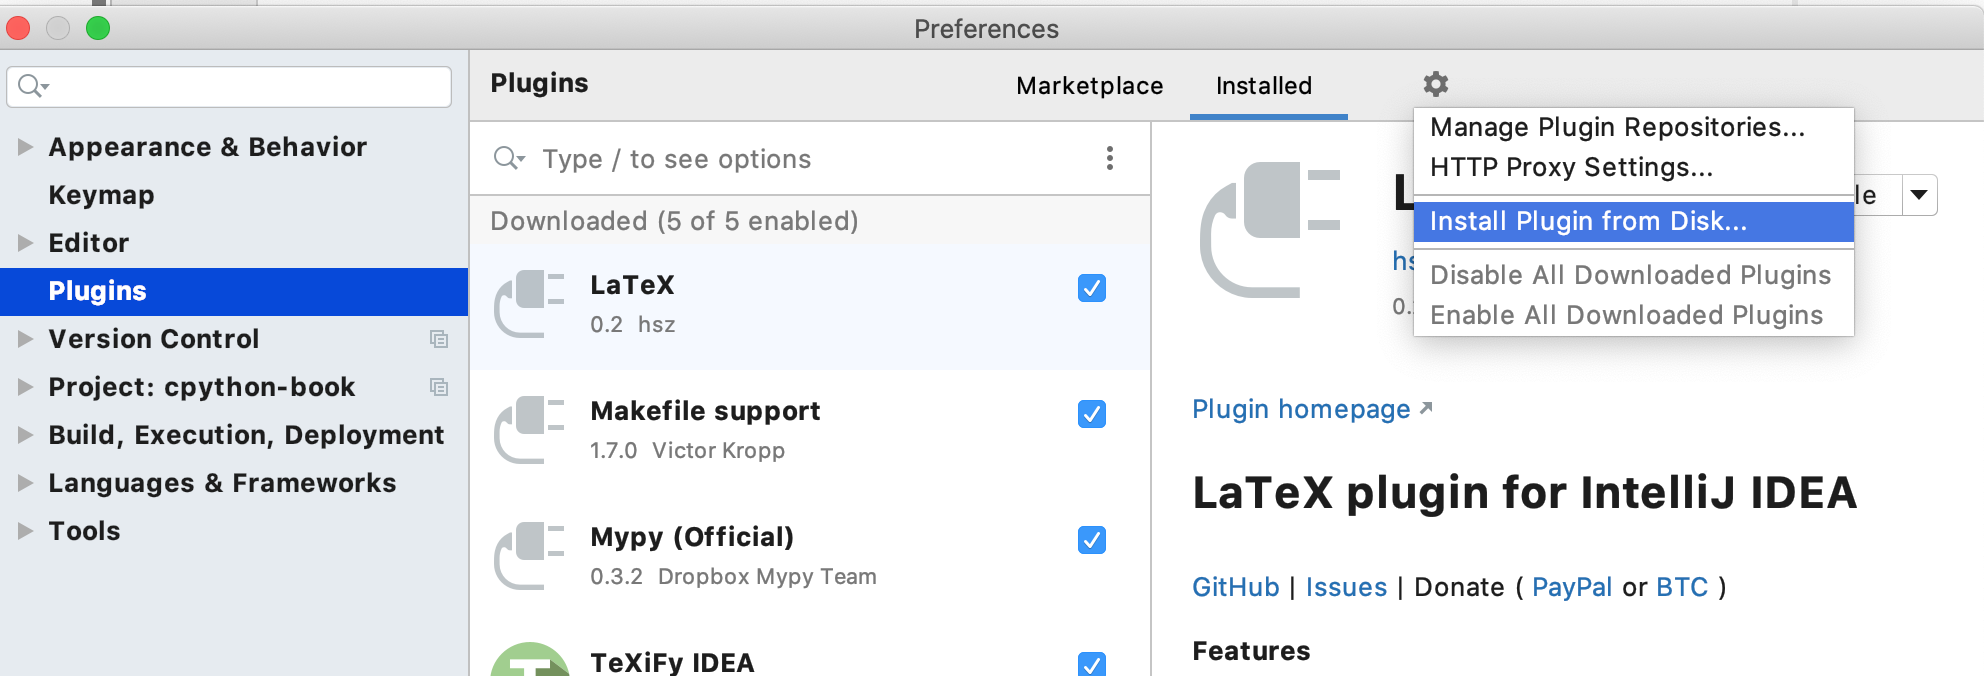 Preferences
Appearance & Behavior
Keymap
Editor
Plugins
Version Control
Project: cpython-book
Build, Execution, Deployment
Languages & Frameworks
Tools
Plugins
Marketplace
Installed
Type / to see options
Downloaded (5 of 5 enabled)
LaTeX
0.2 hsz
Makefile support
1.7.0 Victor Kropp
Mypy (Official)
0.3.2 Dropbox Mypy Team
TeXiFy IDEA
Manage Plugin Repositories...
HTTP Proxy Settings...
Install Plugin from Disk...
Disable All Downloaded Plugins
Enable All Downloaded Plugins
Plugin homepage
LaTeX plugin for IntelliJ IDEA
GitHub | Issues | Donate ( PayPal or BTC )
Features